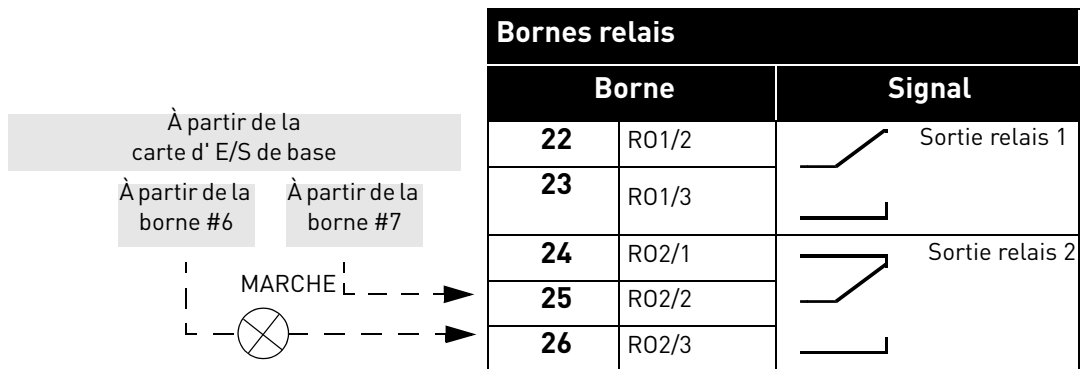 Bornes relais
Borne Signal
À partir de la
carte d' E/S de base
À partir de la
borne #6
À partir de la
borne #7
MARCHE
22 RO1/2 Sortie relais 1
23 RO1/3
24 RO2/1 Sortie relais 2
25 RO2/2
26 RO2/3